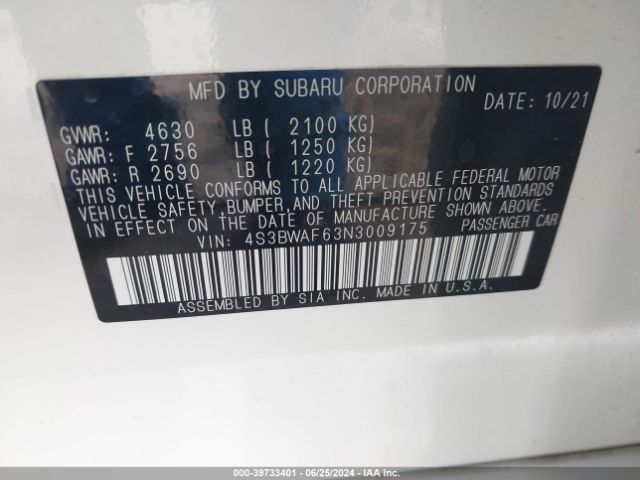 MFD BY SUBARU CORPORATION
DATE: 10/21
GVWR: 4630 LB ( 2100 KG)
GAWR: F 2756 LB ( 1250 KG)
GAWR: R 2690 LB ( 1220 KG)
THIS VEHICLE CONFORMS TO ALL APPLICABLE FEDERAL MOTOR
VEHICLE SAFETY, BUMPER AND THEFT PREVENTION STANDARDS
IN EFFECT ON THE DATE OF MANUFACTURE SHOWN ABOVE.
VIN: 4S3BWAF63N3009175 PASSENGER CAR
ASSEMBLED BY SIA INC. MADE IN U.S.A.
000-39733401 / 06/25/2024 - IAA Inc.